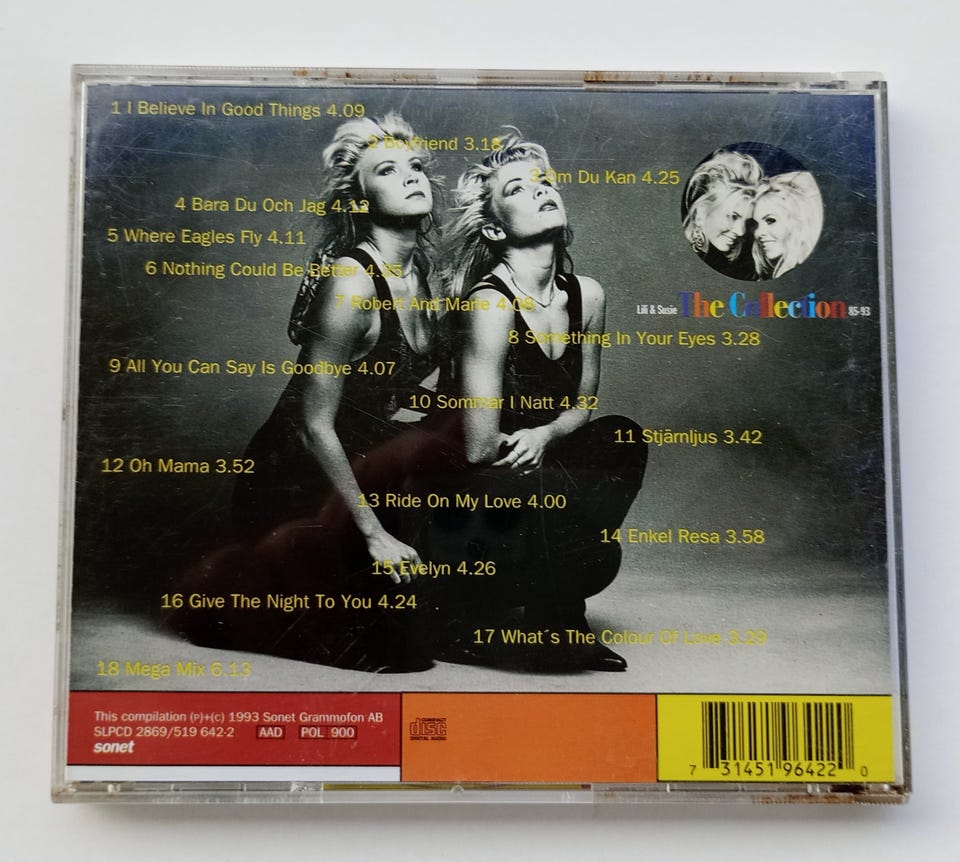 1 I Believe In Good Things 4.09
2 Boyfriend 3.18
3 Om Du Kan 4.25
4 Bara Du Och Jag 4.12
5 Where Eagles Fly 4.11
6 Nothing Could Be Better 4.25
7 Robert And Marie 4.08
Lili & Susie The Collection 85-93
8 Something In Your Eyes 3.28
9 All You Can Say Is Goodbye 4.07
10 Sommar I Natt 4.32
11 Stjärnljus 3.42
12 Oh Mama 3.52
13 Ride On My Love 4.00
14 Enkel Resa 3.58
15 Evelyn 4.26
16 Give The Night To You 4.24
17 What´s The Colour Of Love 3.29
18 Mega Mix 6.13
This compilation (P)+(C) 1993 Sonet Grammofon AB
SLPCD 2869/519 642-2 AAD POL 900
sonet
COMPACT
disc
DIGITAL AUDIO
7 31451 96422 0